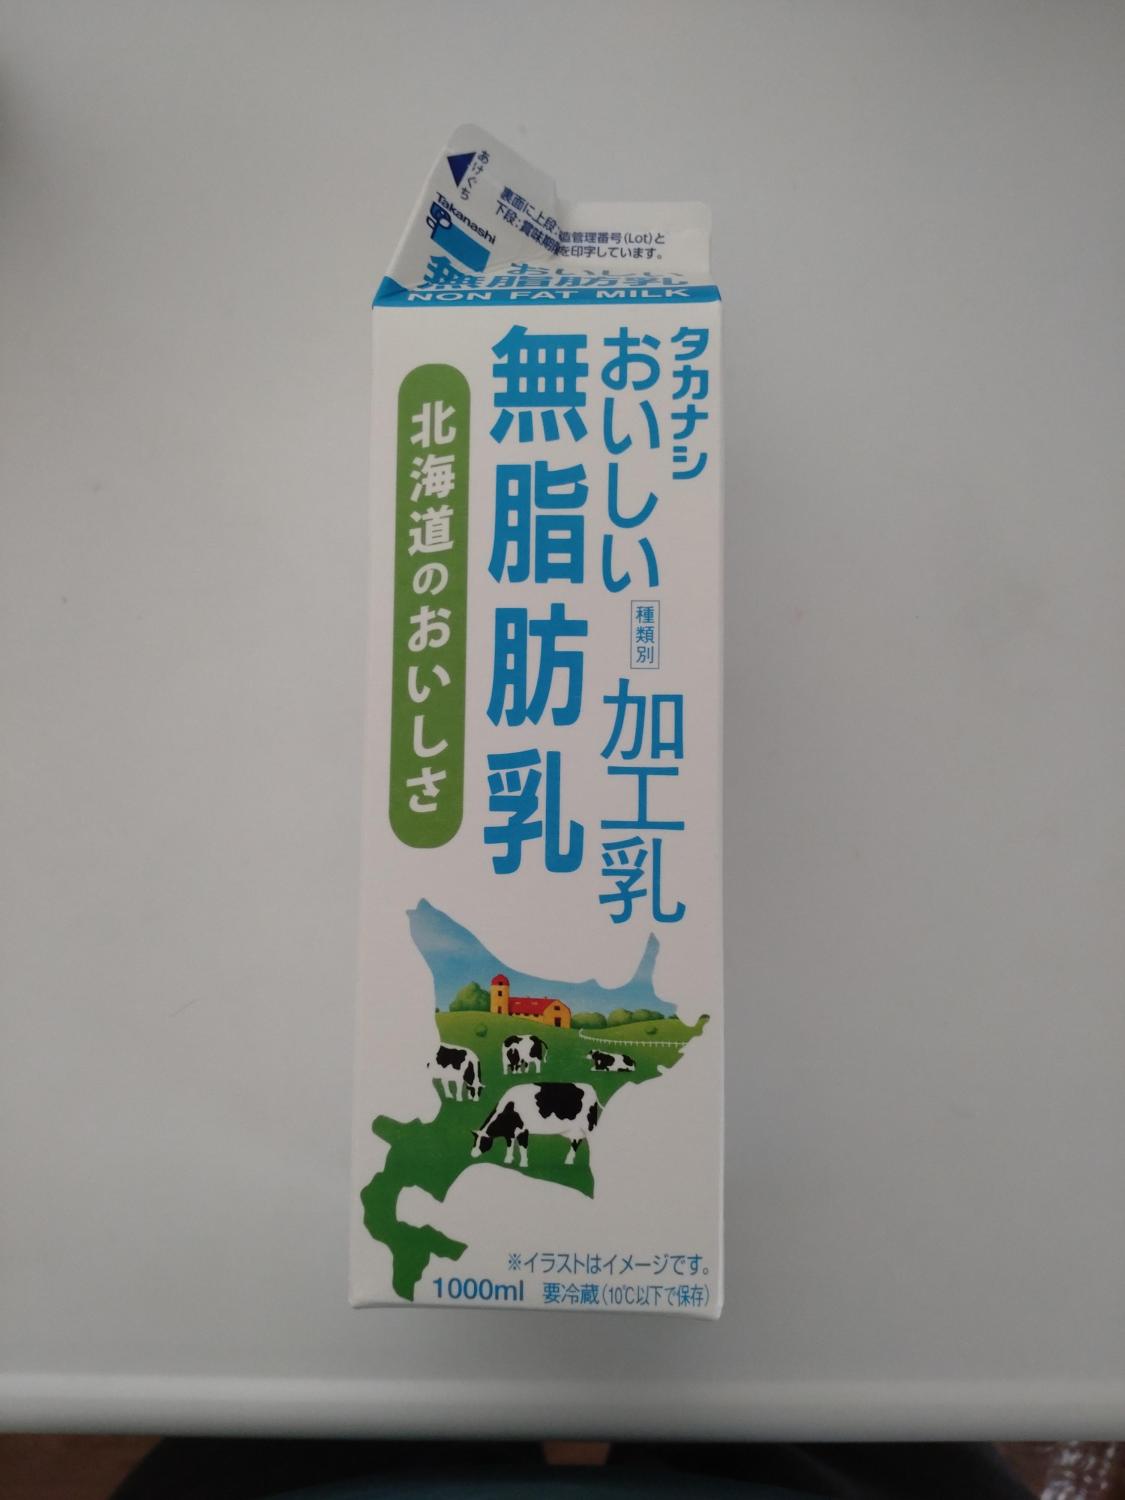 あけぐち
Takanashi
裏面に上段:造管理番号(Lot)と
下段:賞味期限を印字しています。
おいしい
無脂肪乳
NON FAT MILK
タカナシ
おいしい
無脂肪乳
種類別
加工乳
北海道のおいしさ
※イラストはイメージです。
1000ml 要冷蔵(10℃以下で保存)